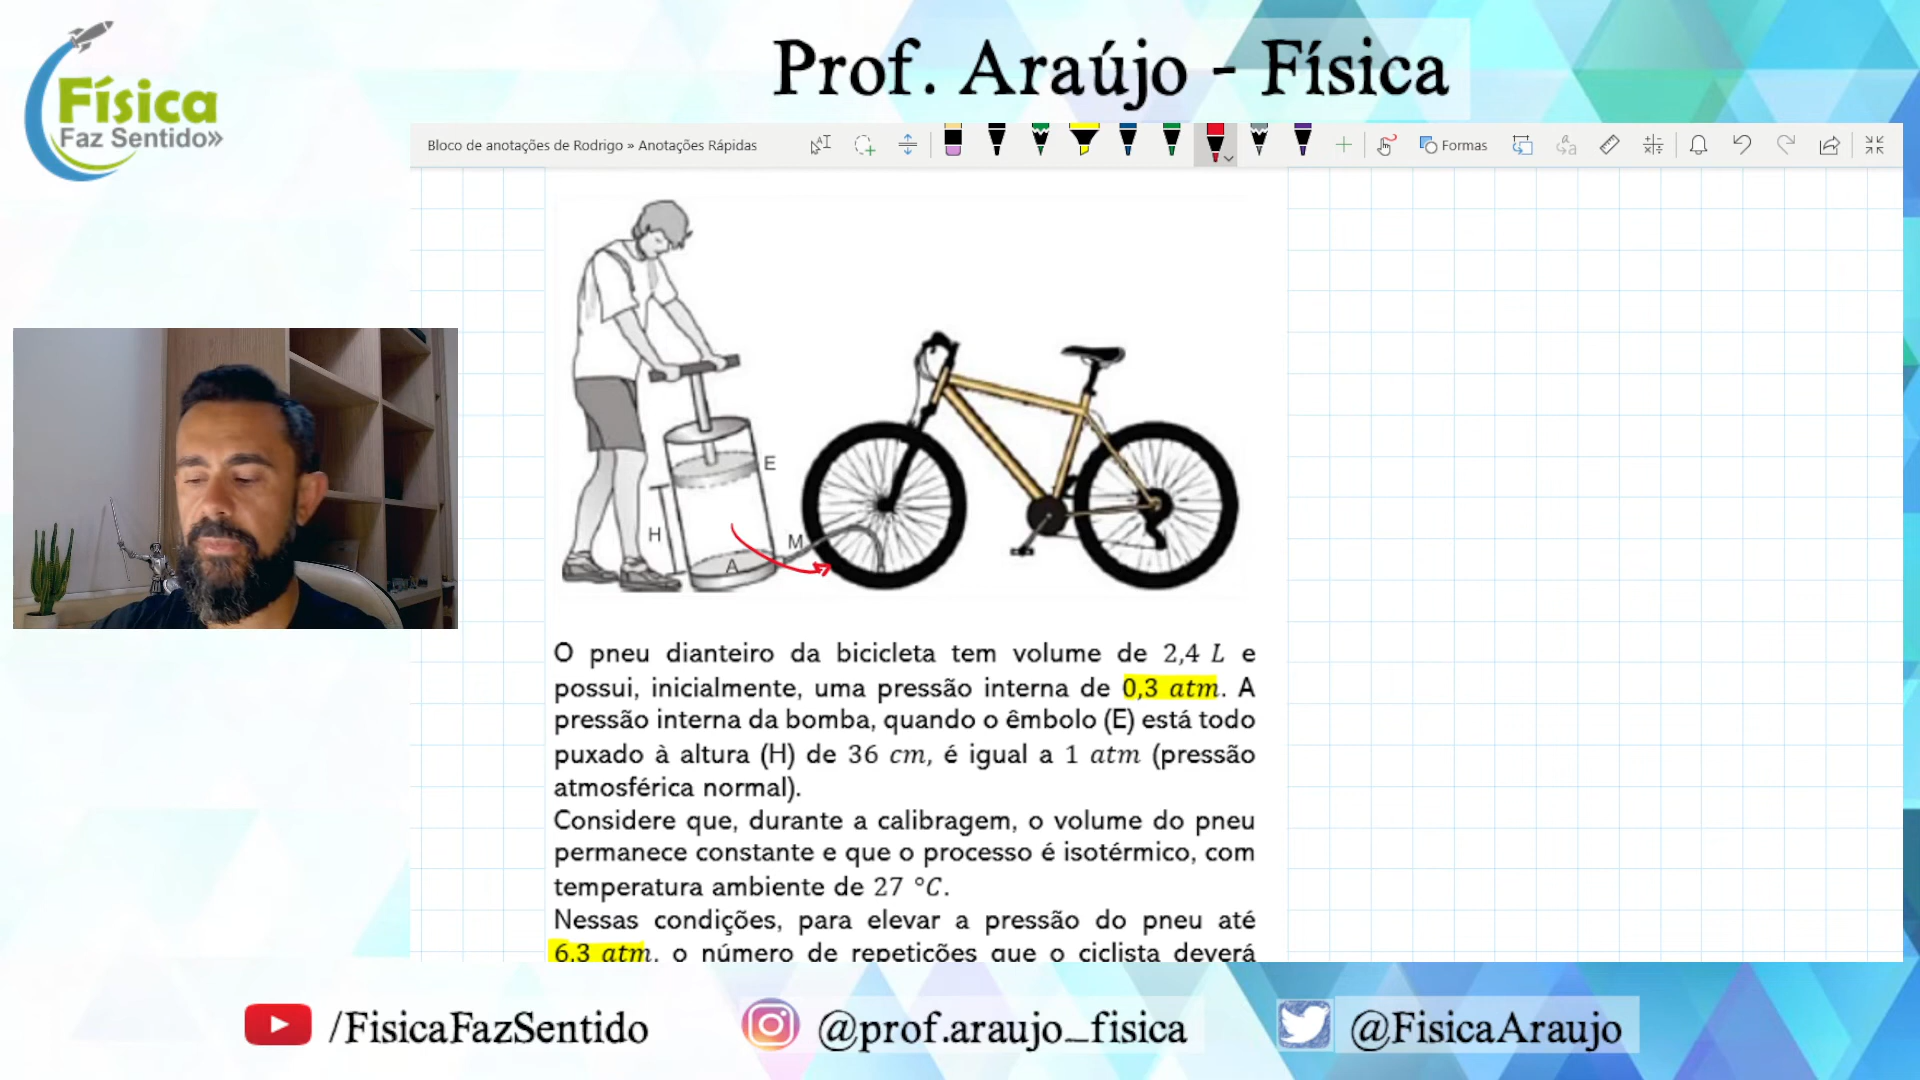 Física
Faz Sentido»
Prof. Araújo - Física
Bloco de anotações de Rodrigo » Anotações Rápidas
Formas
E
H
M
A
O pneu dianteiro da bicicleta tem volume de 2,4 L e
possui, inicialmente, uma pressão interna de 0,3 atm. A
pressão interna da bomba, quando o êmbolo (E) está todo
puxado à altura (H) de 36 cm, é igual a 1 atm (pressão
atmosférica normal).
Considere que, durante a calibragem, o volume do pneu
permanece constante e que o processo é isotérmico, com
temperatura ambiente de 27 °C.
Nessas condições, para elevar a pressão do pneu até
6,3 atm, o número de repetições que o ciclista deverá
/FisicaFazSentido
@prof.araujo_fisica
@FisicaAraujo